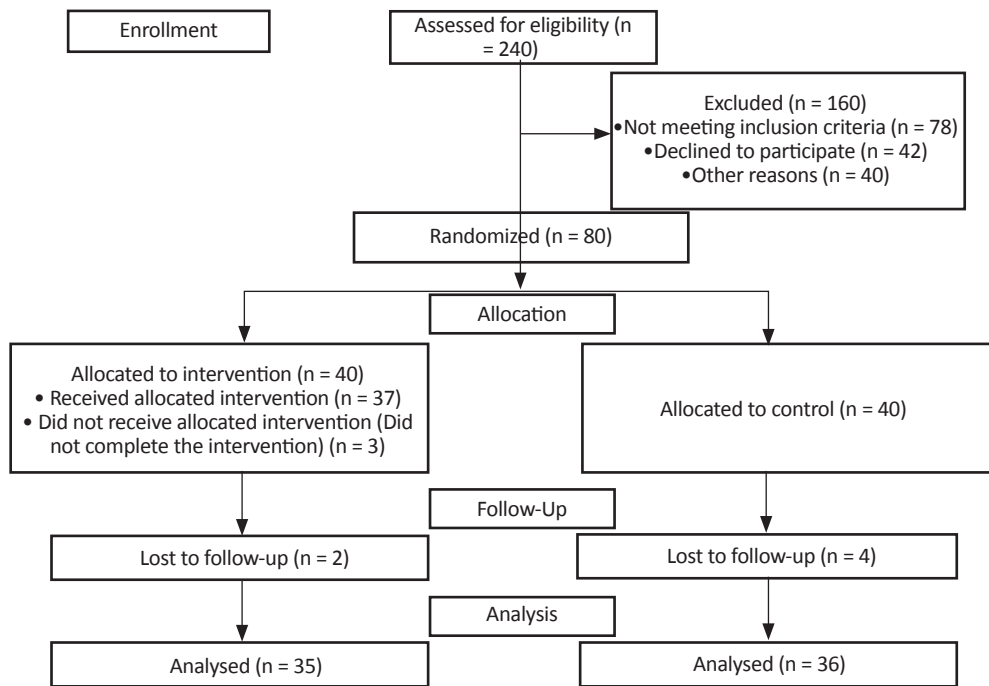 Enrollment
Assessed for eligibility (n
= 240)
Excluded (n = 160)
•Not meeting inclusion criteria (n = 78)
•Declined to participate (n = 42)
•Other reasons (n = 40)
Randomized (n = 80)
Allocation
Allocated to intervention (n = 40)
• Received allocated intervention (n = 37)
• Did not receive allocated intervention (Did
not complete the intervention) (n = 3)
Allocated to control (n = 40)
Follow-Up
Lost to follow-up (n = 2)
Lost to follow-up (n = 4)
Analysis
Analysed (n = 35)
Analysed (n = 36)